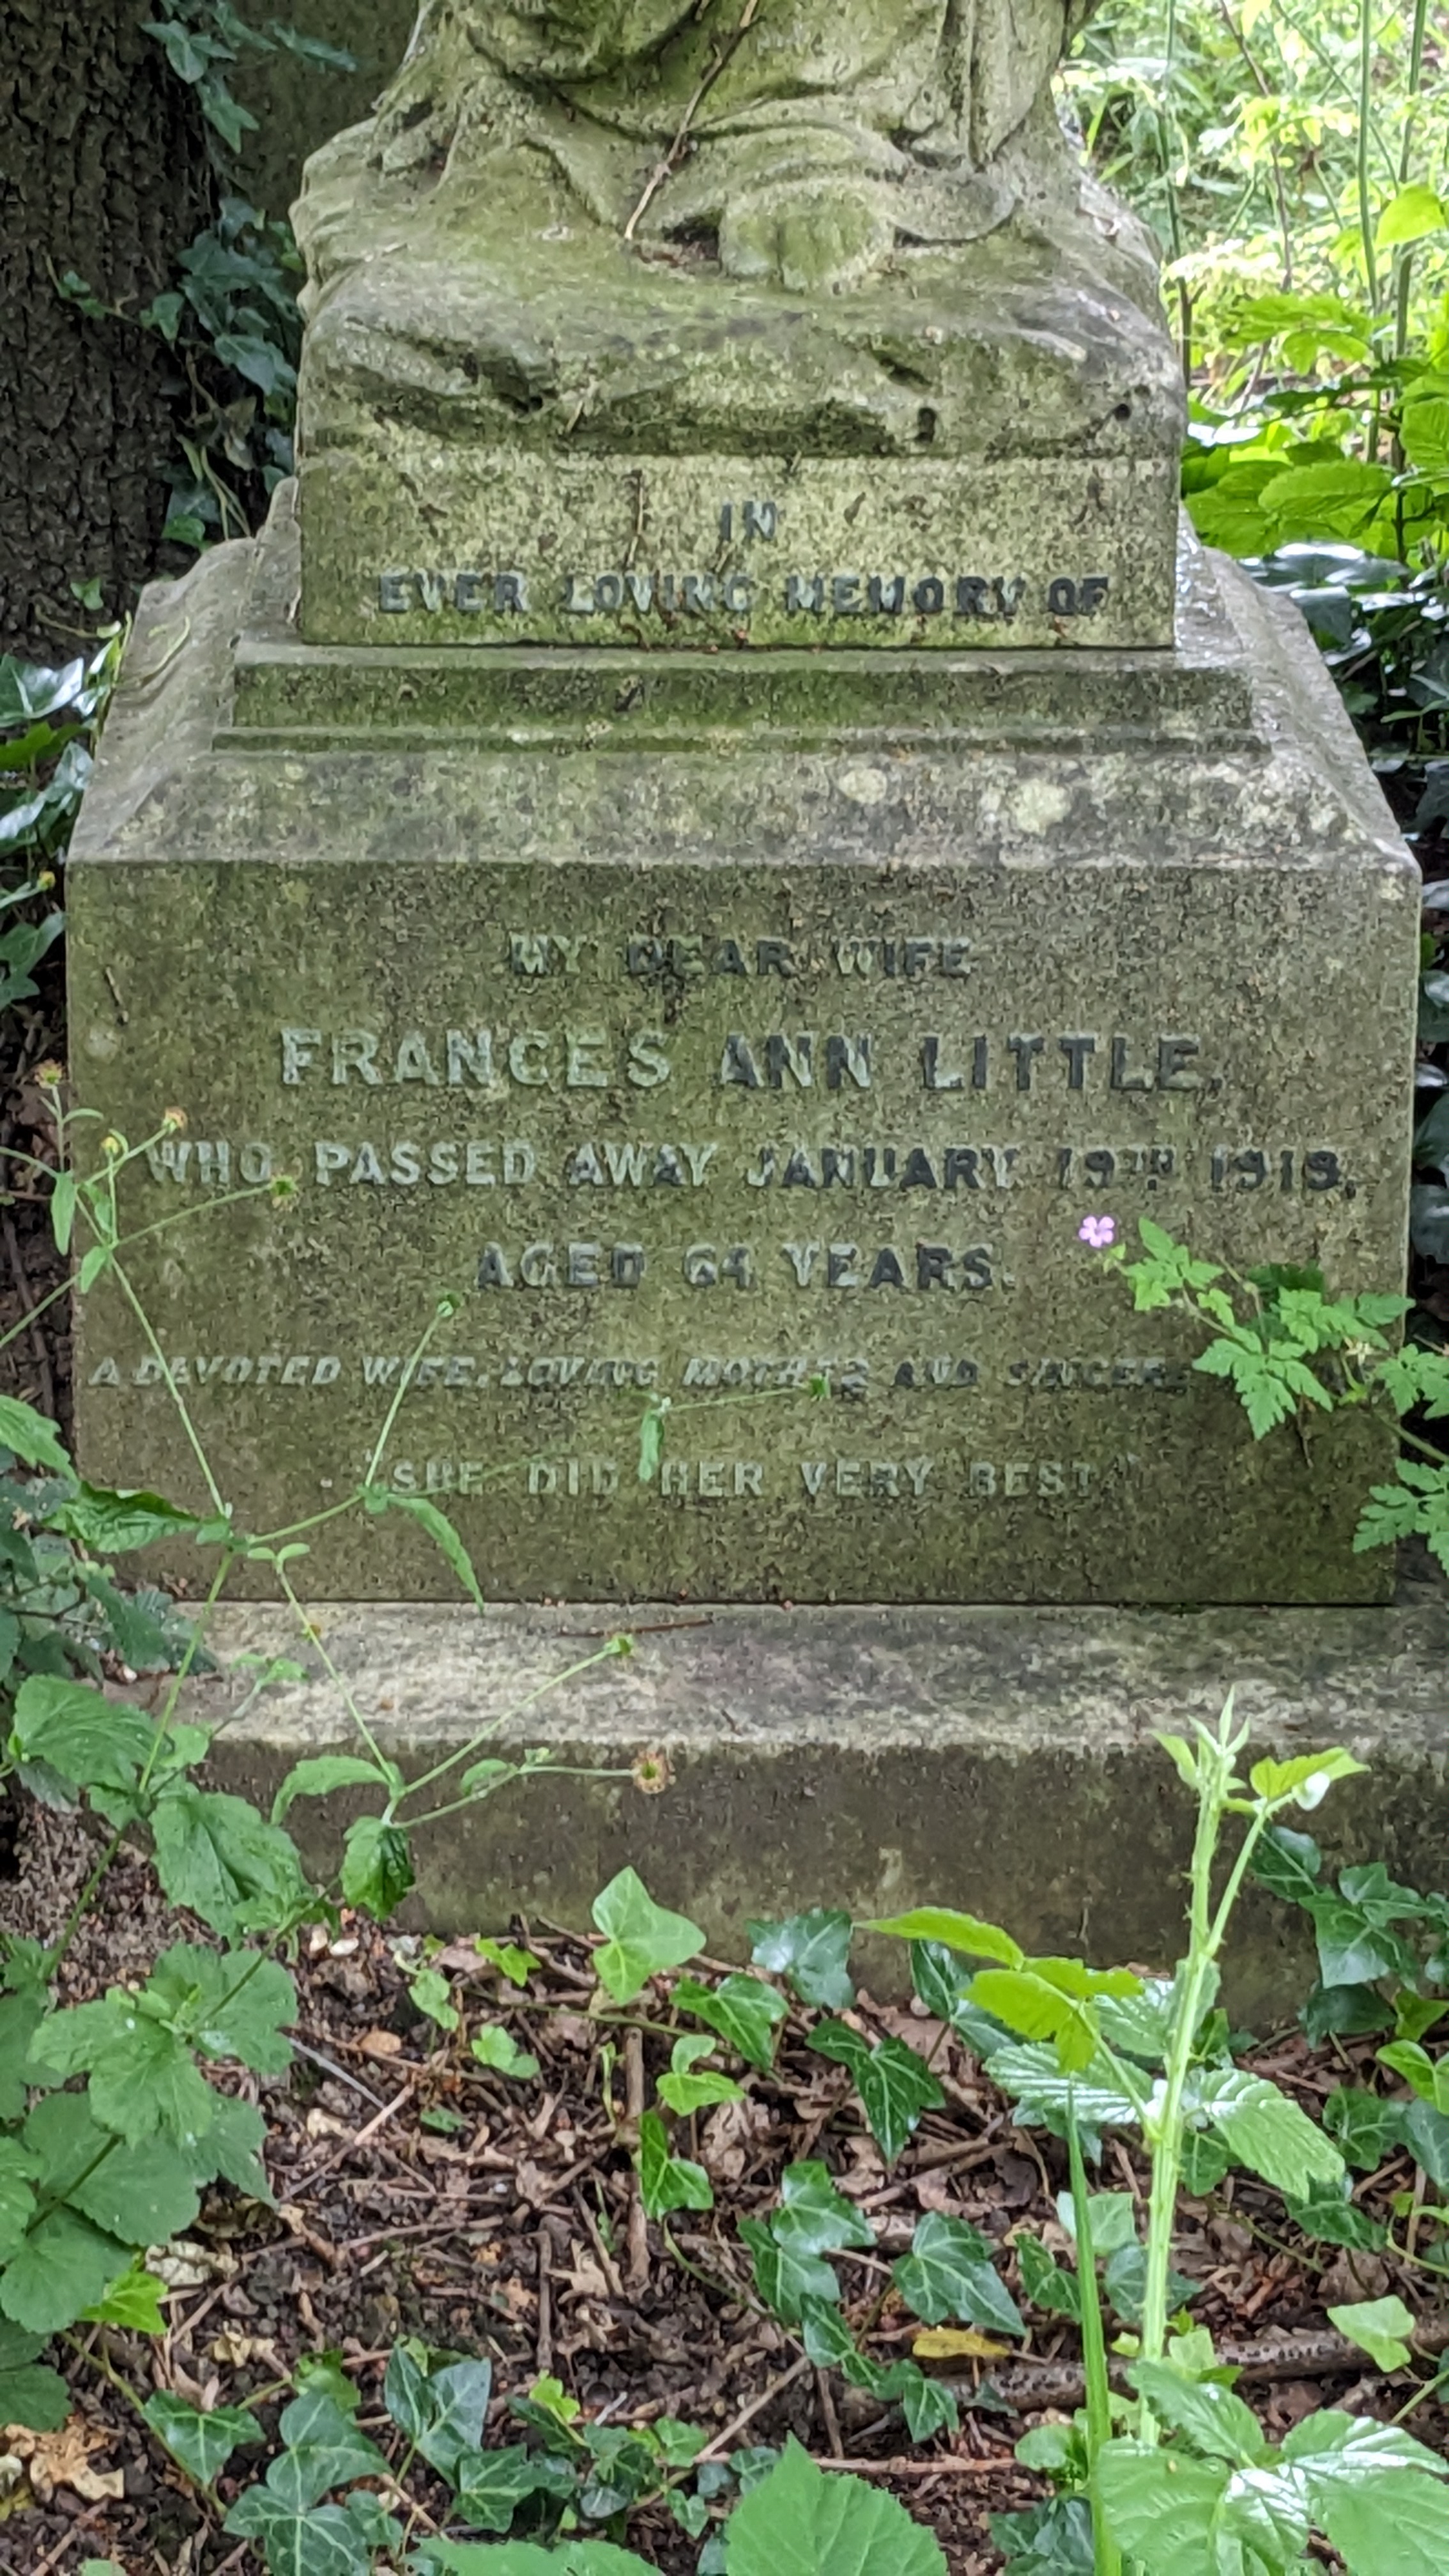 IN
EVER LOVING MEMORY OF
MY DEAR WIFE
FRANCES ANN LITTLE,
WHO PASSED AWAY JANUARY 19TH
AGED 64 YEARS.
A DEVOTED WIFE, LOVING MOTHER AND SINCERE
"SHE DID HER VERY BEST"